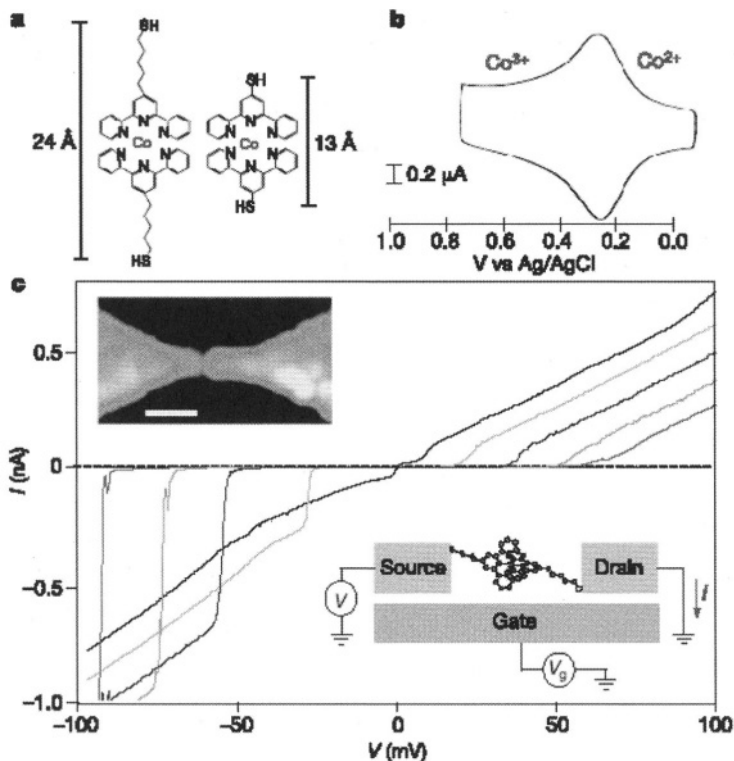 a
SH
24 Å
N N N
Co
N N N
HS
SH
N N N
Co
N N N
HS
13 Å
b
Co3+
Co2+
0.2 µA
1.0 0.8 0.6 0.4 0.2 0.0
V vs Ag/AgCl
c
0.5
0
−0.5
−1.0
I (nA)
Source
Drain
V
I
Gate
Vg
−100 −50 0 50 100
V (mV)